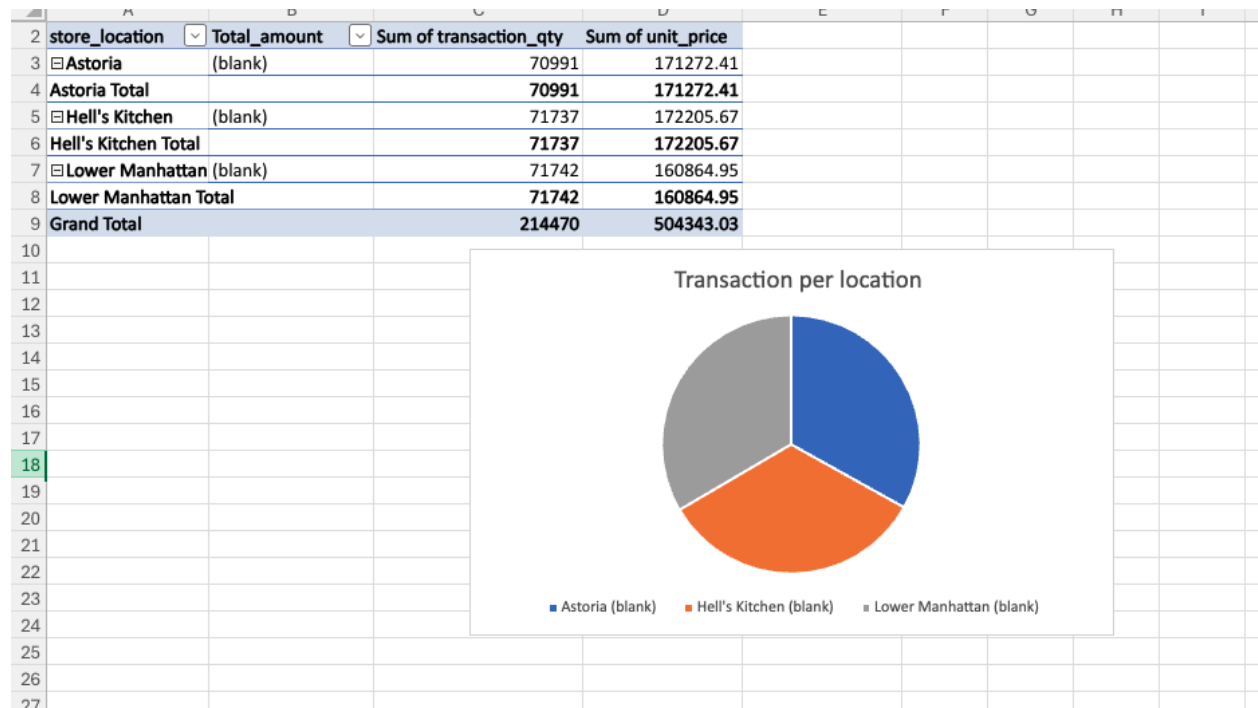 2 store_location Total_amount Sum of transaction_qty Sum of unit_price
3 Astoria (blank) 70991 171272.41
4 Astoria Total 70991 171272.41
5 Hell's Kitchen (blank) 71737 172205.67
6 Hell's Kitchen Total 71737 172205.67
7 Lower Manhattan (blank) 71742 160864.95
8 Lower Manhattan Total 71742 160864.95
9 Grand Total 214470 504343.03
10
11
Transaction per location
12
13
14
15
16
17
18
19
20
21
22
23
Astoria (blank) Hell's Kitchen (blank) Lower Manhattan (blank)
24
25
26
27